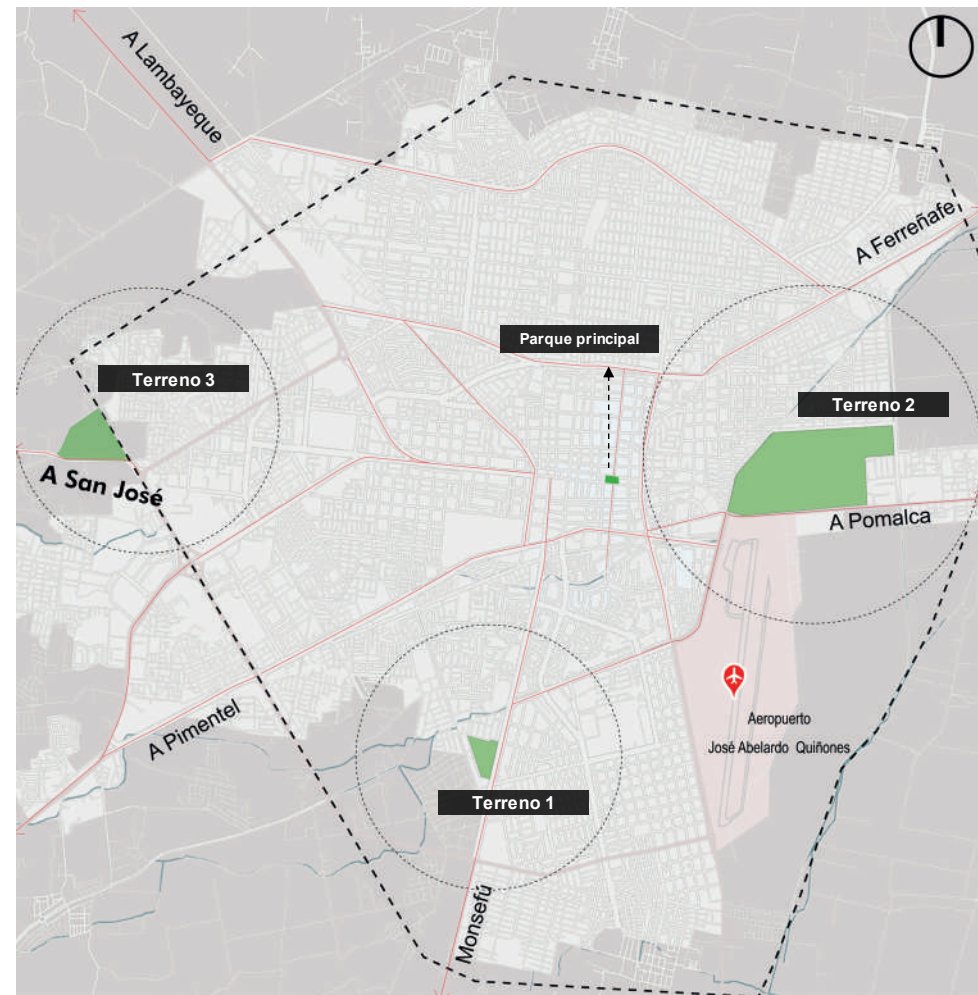 A Lambayeque
A Ferreñafe
Parque principal
Terreno 3
Terreno 2
A San José
A Pomalca
A Pimentel
Aeropuerto
José Abelardo Quiñones
Terreno 1
Monsefú